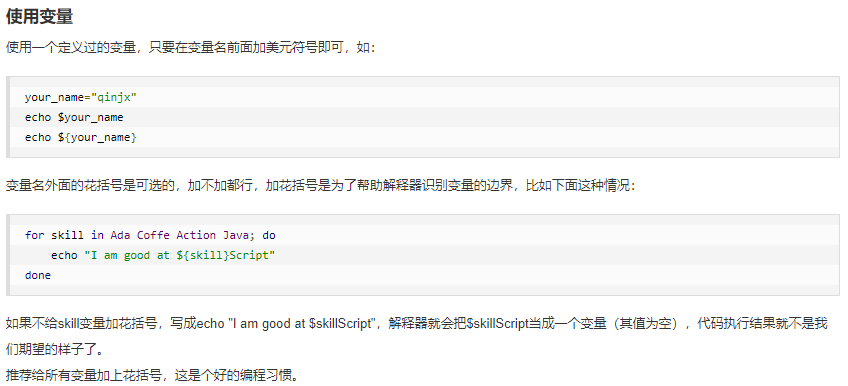 使用变量
使用一个定义过的变量，只要在变量名前面加美元符号即可，如：
your_name="qinjx"
echo $your_name
echo ${your_name}
变量名外面的花括号是可选的，加不加都行，加花括号是为了帮助解释器识别变量的边界，比如下面这种情况：
for skill in Ada Coffe Action Java; do
    echo "I am good at ${skill}Script"
done
如果不给skill变量加花括号，写成echo "I am good at $skillScript"，解释器就会把$skillScript当成一个变量（其值为空），代码执行结果就不是我
们期望的样子了。
推荐给所有变量加上花括号，这是个好的编程习惯。